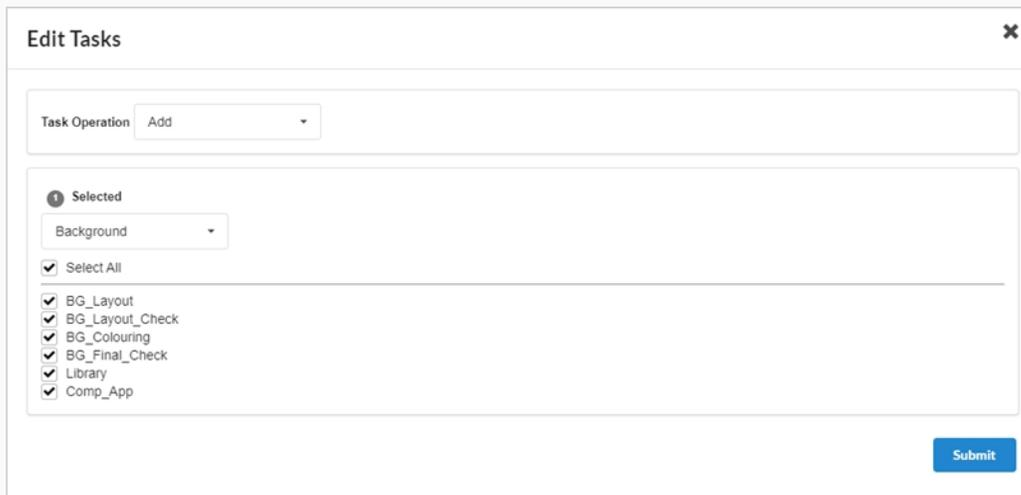 Edit Tasks
Task Operation Add
1 Selected
Background
Select All
BG_Layout
BG_Layout_Check
BG_Colouring
BG_Final_Check
Library
Comp_App
Submit